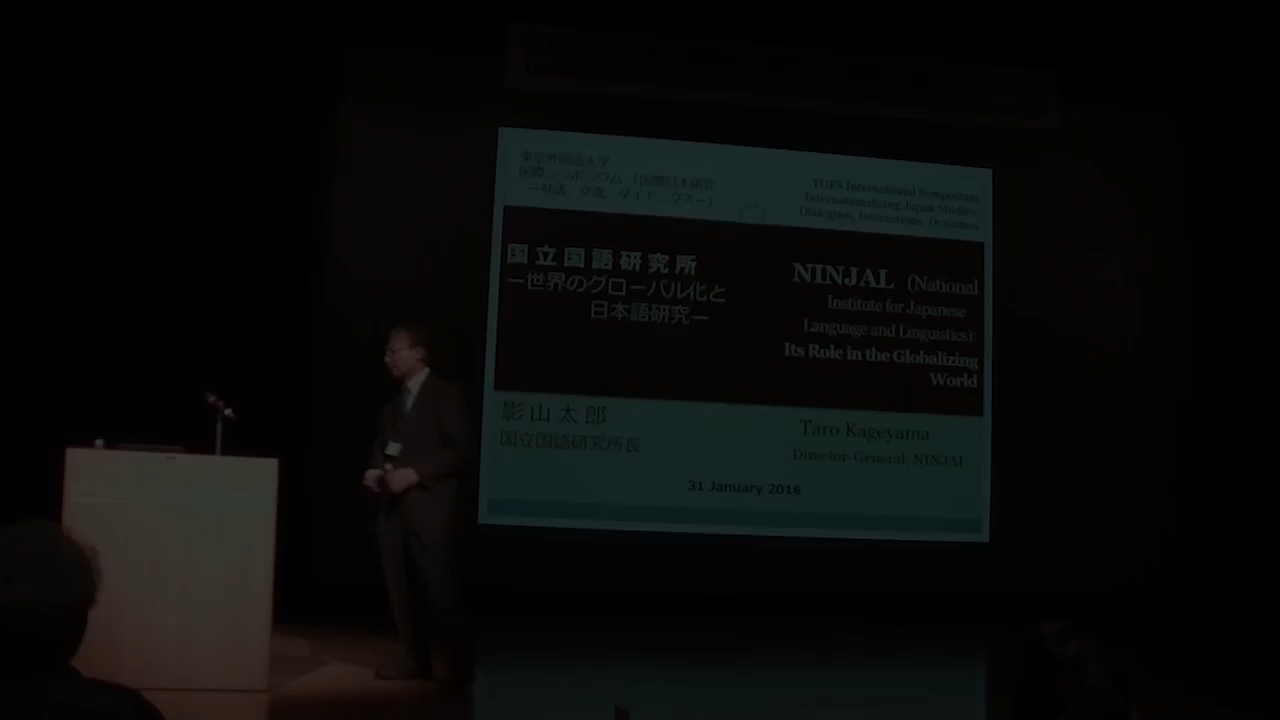 東京外国語大学
国際シンポジウム 「国際日本研究
―対話、交流、ダイナミクス―」
TUFS International Symposium
Internationalizing Japan Studies:
Dialogues, Interactions, Dynamics
国立国語研究所
―世界のグローバル化と
日本語研究―
NINJAL (National
Institute for Japanese
Language and Linguistics):
Its Role in the Globalizing
World
影山太郎
国立国語研究所長
Taro Kageyama
Director-General, NINJAL
31 January 2016